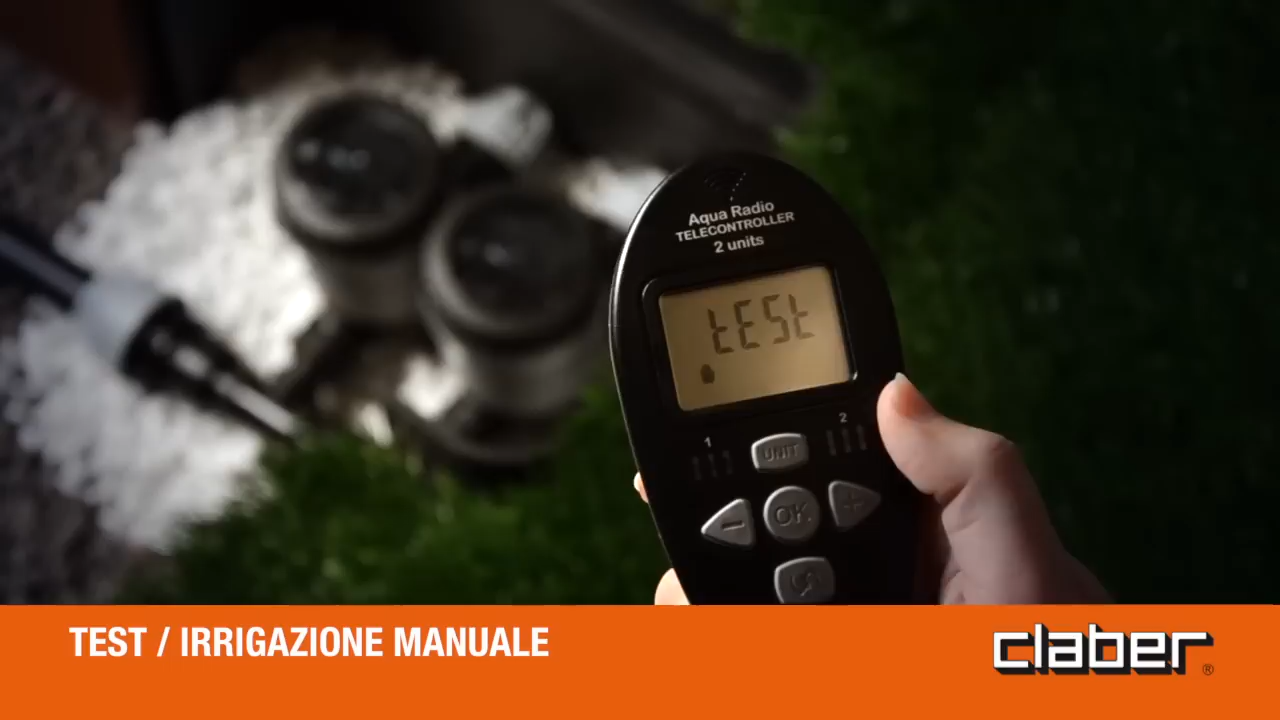 Aqua Radio
TELECONTROLLER
2 units
tESt
1
2
UNIT
- OK +
TEST / IRRIGAZIONE MANUALE
claber®